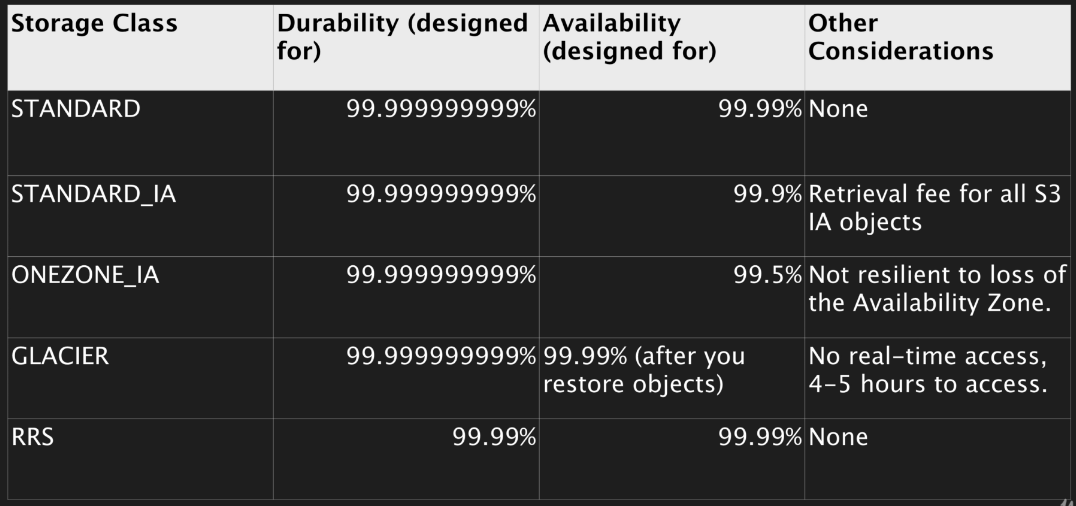 Storage Class
Durability (designed for)
Availability (designed for)
Other Considerations
STANDARD
99.999999999%
99.99%
None
STANDARD_IA
99.999999999%
99.9%
Retrieval fee for all S3
IA objects
ONEZONE_IA
99.999999999%
99.5%
Not resilient to loss of
the Availability Zone.
GLACIER
99.999999999%
99.99% (after you
restore objects)
No real-time access,
4-5 hours to access.
RRS
99.99%
99.99%
None